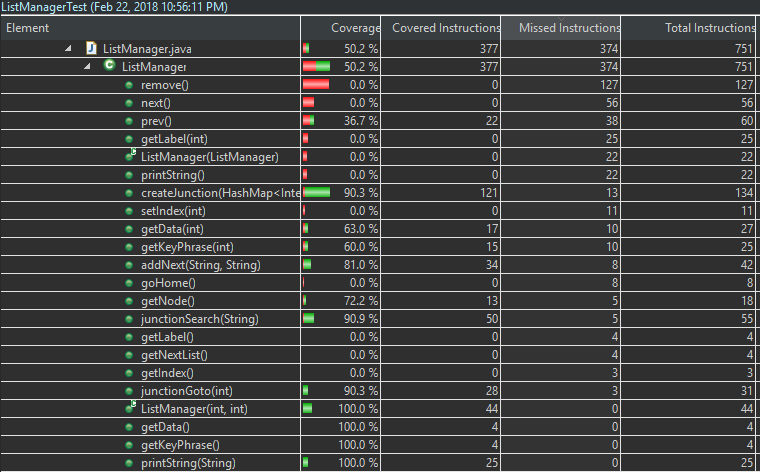 ListManagerTest (Feb 22, 2018 10:56:11 PM)
Element Coverage Covered Instructions Missed Instructions Total Instructions
ListManager.java 50.2 % 377 374 751
ListManager 50.2 % 377 374 751
remove() 0.0 % 0 127 127
next() 0.0 % 0 56 56
prev() 36.7 % 22 38 60
getLabel(int) 0.0 % 0 25 25
ListManager(ListManager) 0.0 % 0 22 22
printString() 0.0 % 0 22 22
createJunction(HashMap<Inte 90.3 % 121 13 134
setIndex(int) 0.0 % 0 11 11
getData(int) 63.0 % 17 10 27
getKeyPhrase(int) 60.0 % 15 10 25
addNext(String, String) 81.0 % 34 8 42
goHome() 0.0 % 0 8 8
getNode() 72.2 % 13 5 18
junctionSearch(String) 90.9 % 50 5 55
getLabel() 0.0 % 0 4 4
getNextList() 0.0 % 0 4 4
getIndex() 0.0 % 0 3 3
junctionGoto(int) 90.3 % 28 3 31
ListManager(int, int) 100.0 % 44 0 44
getData() 100.0 % 4 0 4
getKeyPhrase() 100.0 % 4 0 4
printString(String) 100.0 % 25 0 25